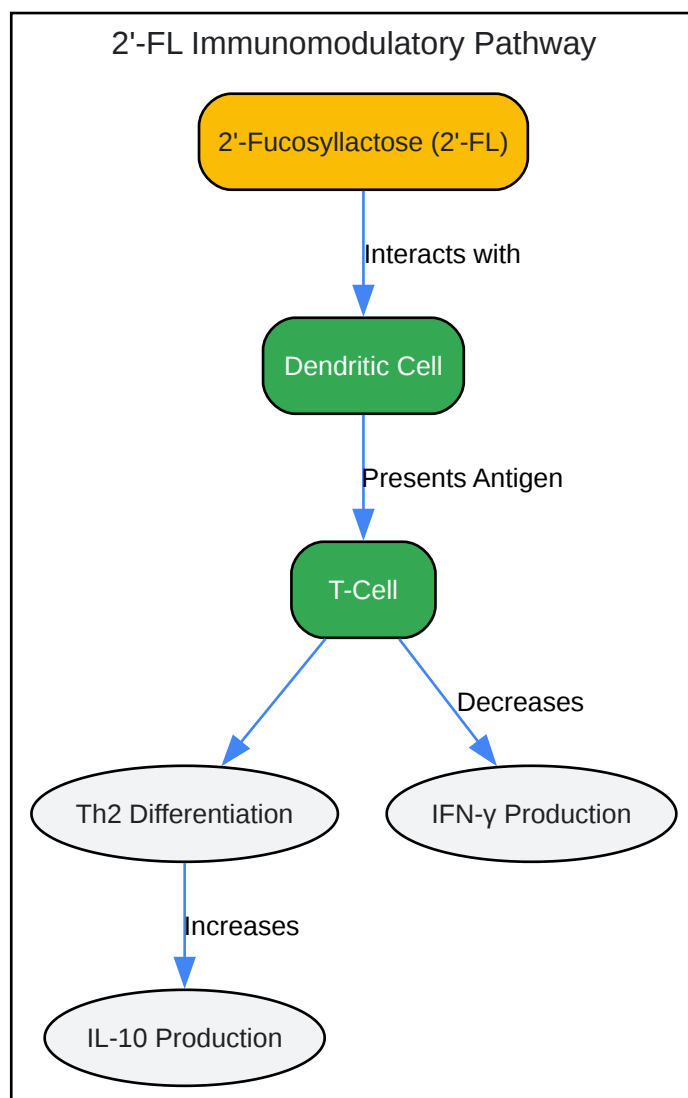 2'-FL Immunomodulatory Pathway
2'-Fucosyllactose (2'-FL)
Interacts with
Dendritic Cell
Presents Antigen
T-Cell
Decreases
Th2 Differentiation
IFN-γ Production
Increases
IL-10 Production